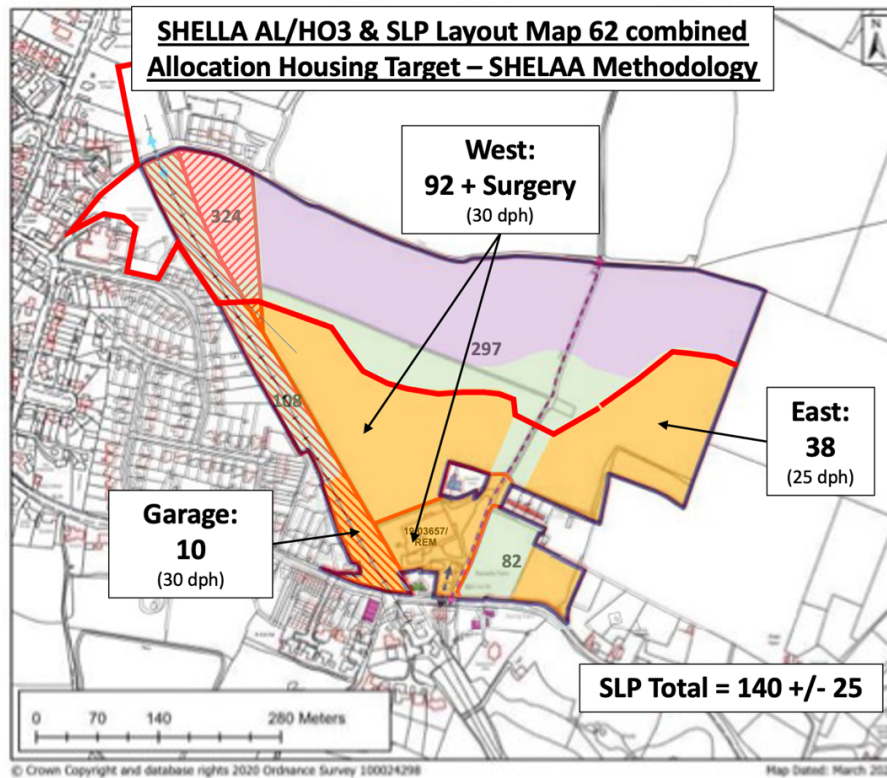 SHELLA AL/HO3 & SLP Layout Map 62 combined
Allocation Housing Target – SHELAA Methodology
N
West:
92 + Surgery
(30 dph)
324
297
108
East:
38
(25 dph)
Garage:
10
(30 dph)
19/03657/
REM
82
SLP Total = 140 +/- 25
0 70 140 280 Meters
© Crown Copyright and database rights 2020 Ordnance Survey 100024298
Map Dated: March